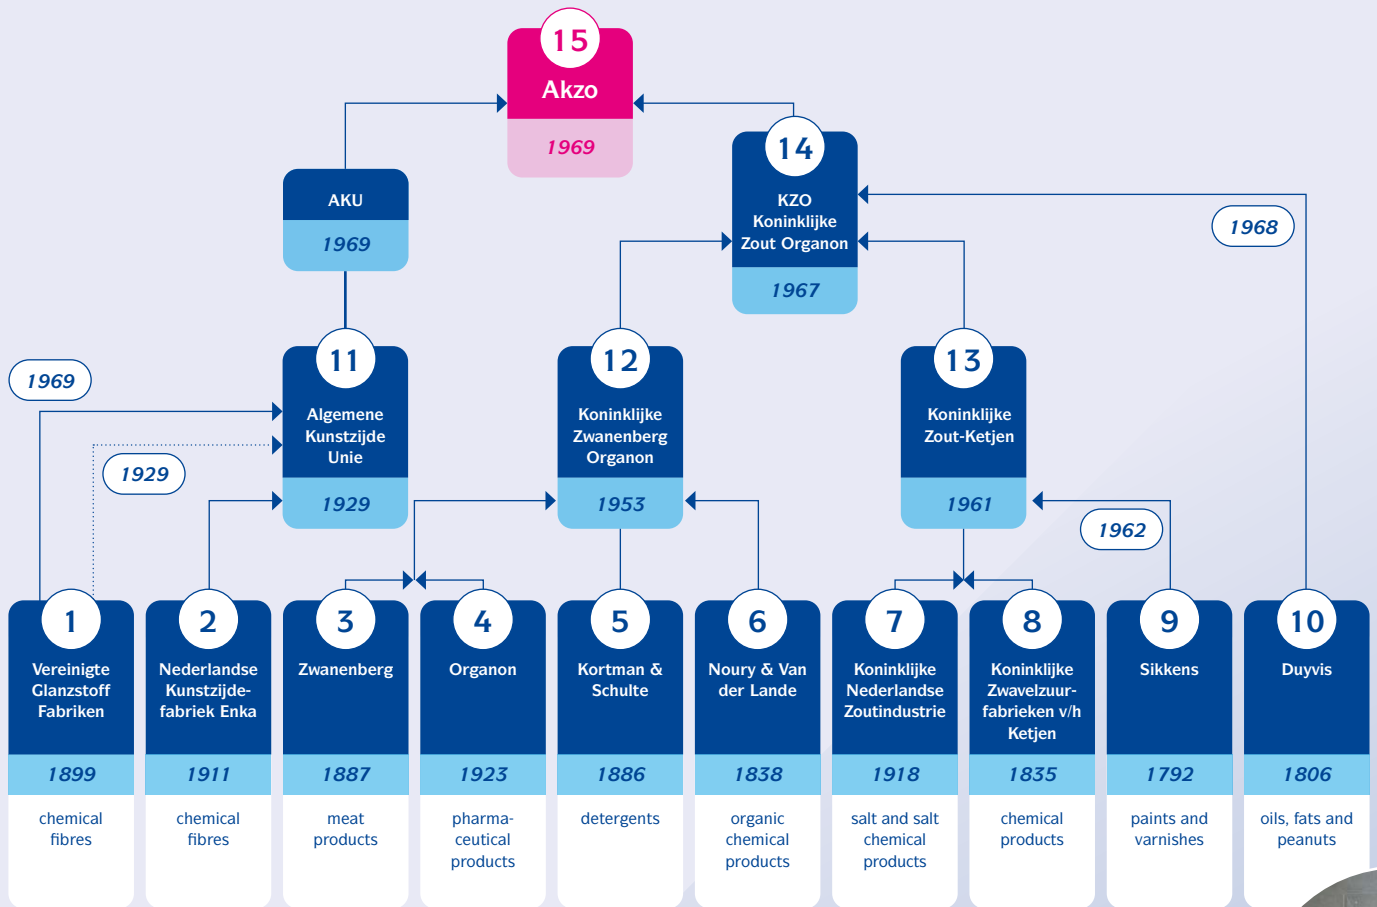 15
Akzo
1969
14
KZO
Koninklijke
Zout Organon
1967
AKU
1969
1968
11
Algemene
Kunstzijde
Unie
1929
12
Koninklijke
Zwanenberg
Organon
1953
13
Koninklijke
Zout-Ketjen
1961
1969
1929
1962
1
Vereinigte
Glanzstoff
Fabriken
1899
chemical
fibres
2
Nederlandse
Kunstzijde-
fabriek Enka
1911
chemical
fibres
3
Zwanenberg
1887
meat
products
4
Organon
1923
pharma-
ceutical
products
5
Kortman &
Schulte
1886
detergents
6
Noury & Van
der Lande
1838
organic
chemical
products
7
Koninklijke
Nederlandse
Zoutindustrie
1918
salt and salt
chemical
products
8
Koninklijke
Zwavelzuur-
fabrieken v/h
Ketjen
1835
chemical
products
9
Sikkens
1792
paints and
varnishes
10
Duyvis
1806
oils, fats and
peanuts